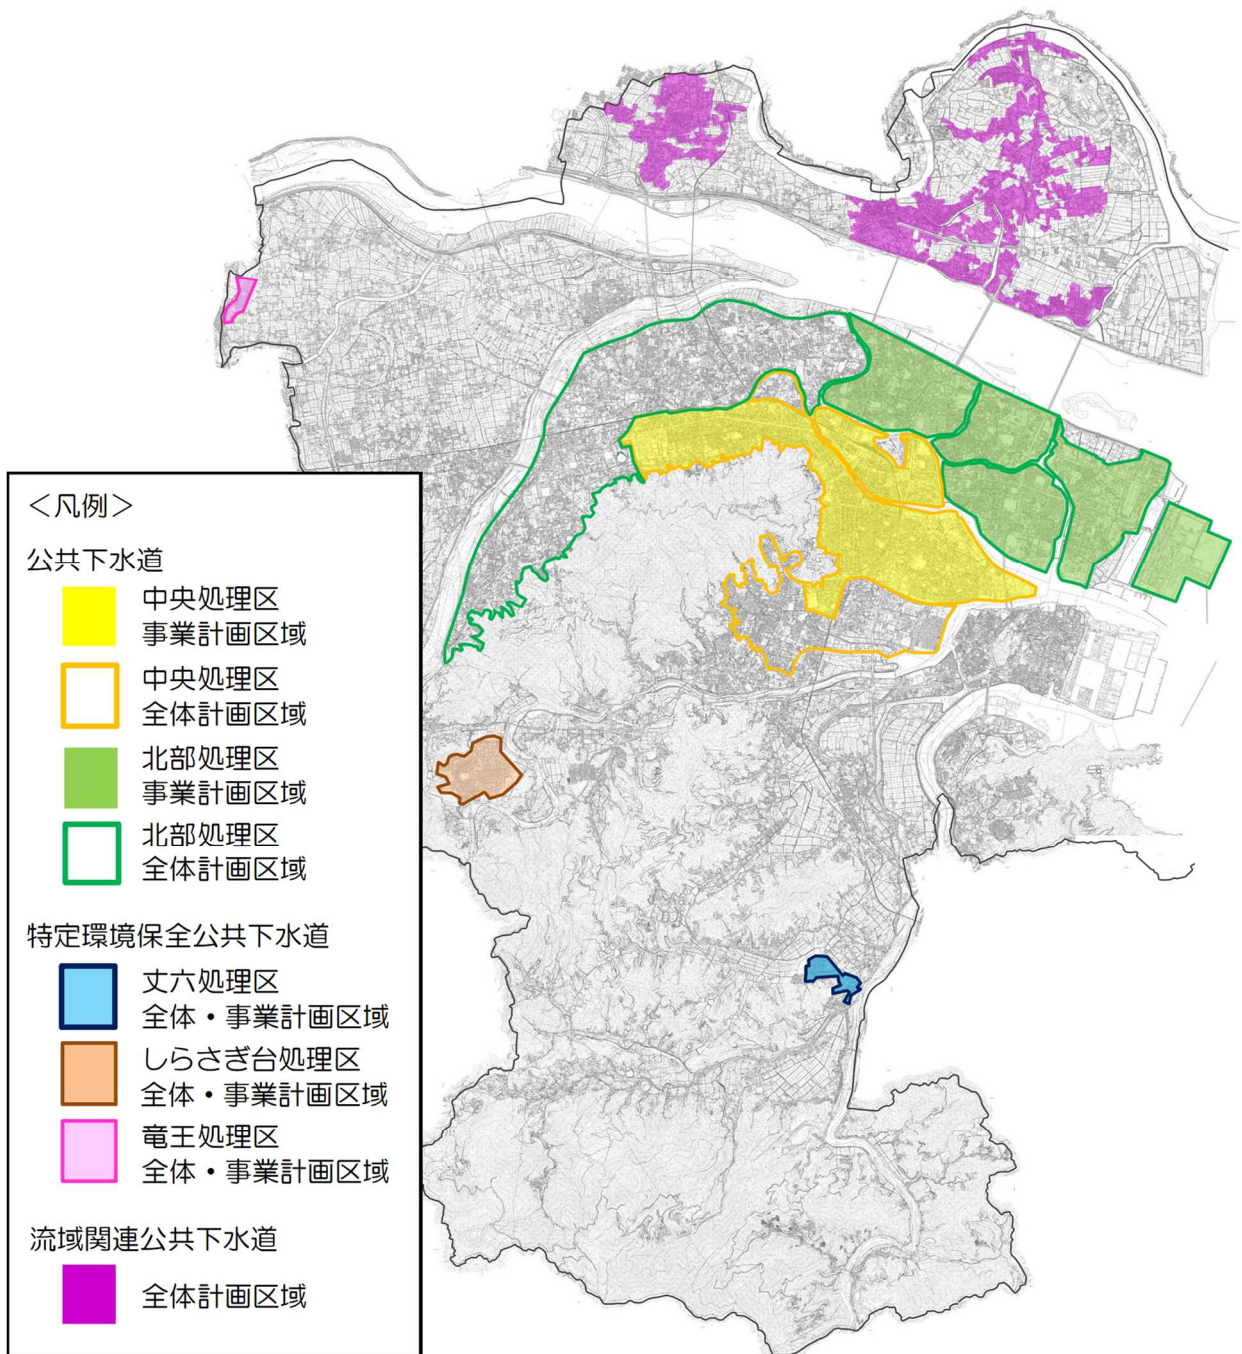 ＜凡例＞
公共下水道
中央処理区
事業計画区域
中央処理区
全体計画区域
北部処理区
事業計画区域
北部処理区
全体計画区域
特定環境保全公共下水道
丈六処理区
全体・事業計画区域
しらさぎ台処理区
全体・事業計画区域
竜王処理区
全体・事業計画区域
流域関連公共下水道
全体計画区域